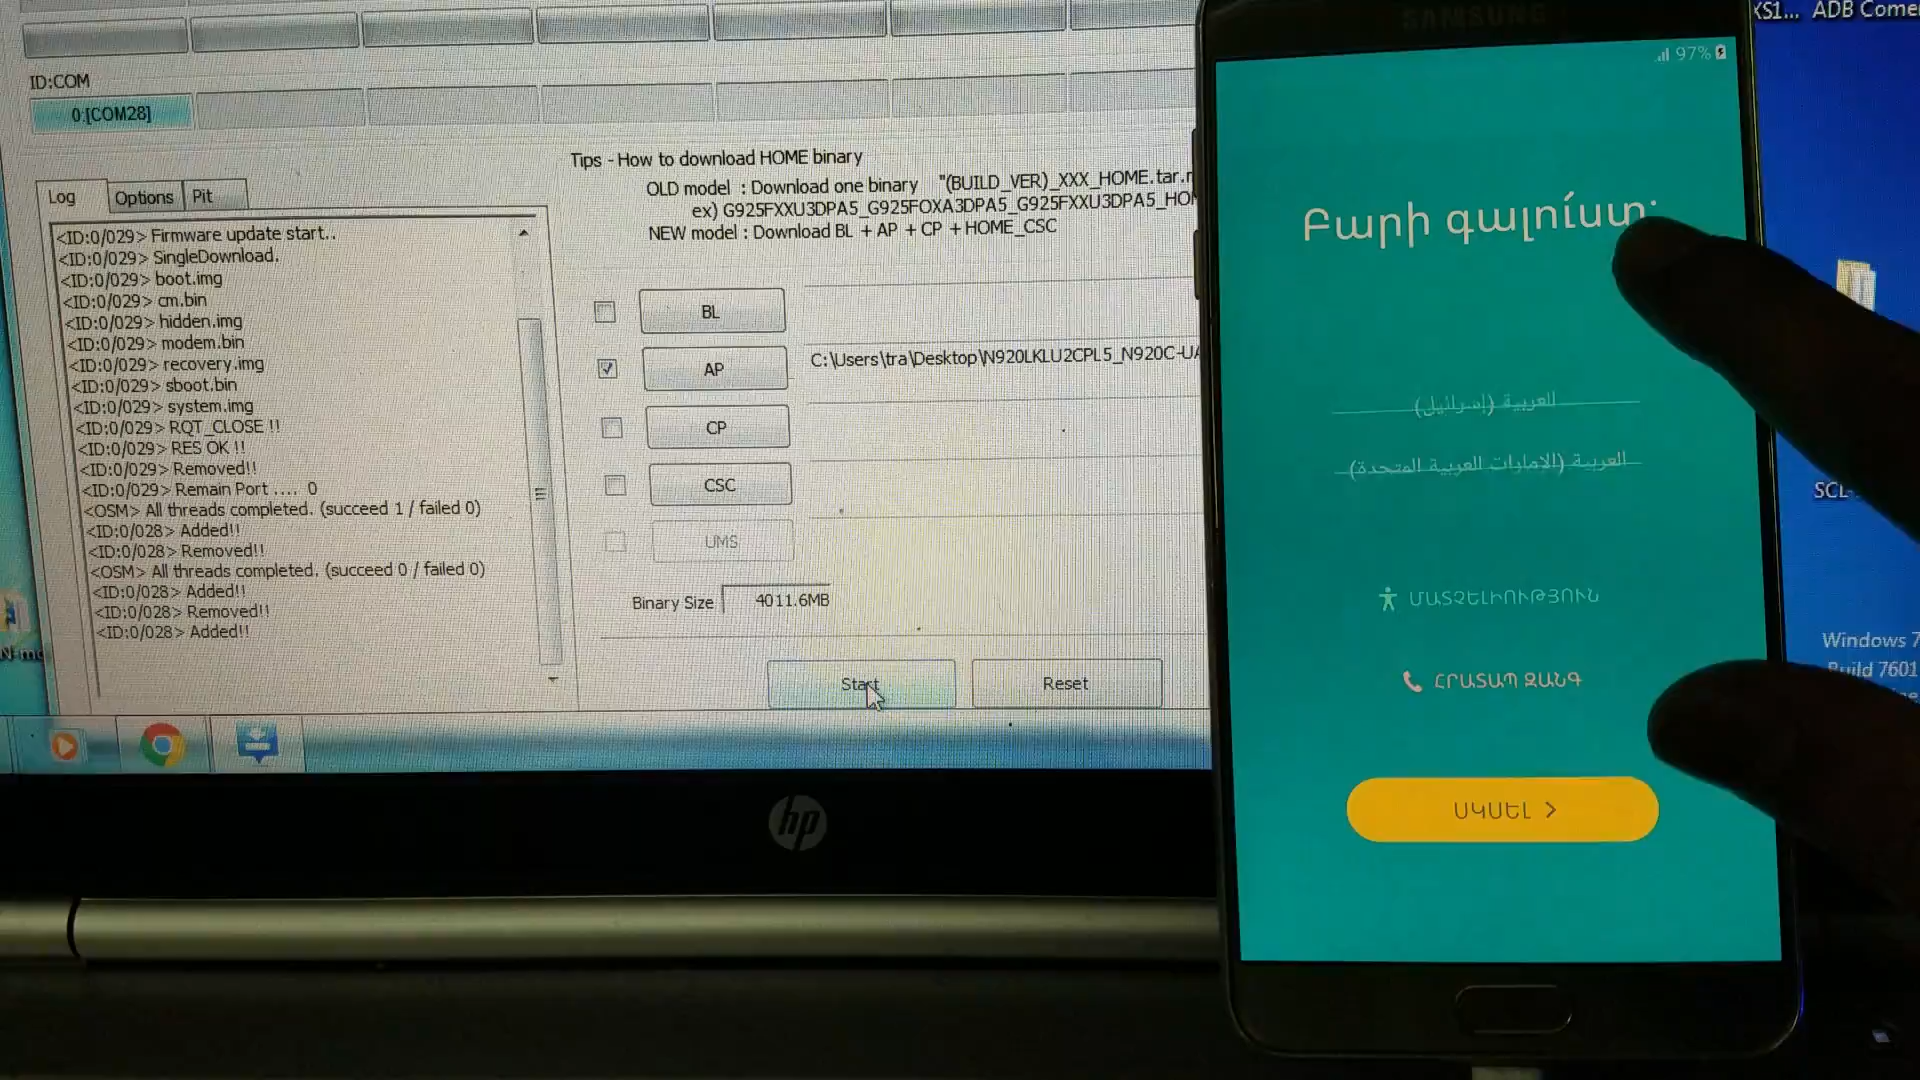 ID:COM
0:[COM28]
Log
Options
Pit
<ID:0/029> Firmware update start..
<ID:0/029> SingleDownload.
<ID:0/029> boot.img
<ID:0/029> cm.bin
<ID:0/029> hidden.img
<ID:0/029> modem.bin
<ID:0/029> recovery.img
<ID:0/029> sboot.bin
<ID:0/029> system.img
<ID:0/029> RQT_CLOSE !!
<ID:0/029> RES OK !!
<ID:0/029> Removed!!
<ID:0/029> Remain Port .... 0
<OSM> All threads completed. (succeed 1 / failed 0)
<ID:0/028> Added!!
<ID:0/028> Removed!!
<OSM> All threads completed. (succeed 0 / failed 0)
<ID:0/028> Added!!
<ID:0/028> Removed!!
<ID:0/028> Added!!
Tips - How to download HOME binary
OLD model : Download one binary "(BUILD_VER)_XXX_HOME.tar.
ex) G925FXXU3DPA5_G925FOXA3DPA5_G925FXXU3DPA5_HO
NEW model : Download BL + AP + CP + HOME_CSC
BL
AP
C:\Users\tra\Desktop\N920LKLU2CPL5_N920C-U
CP
CSC
UMS
Binary Size
4011.6MB
Start
Reset
hp
SAMSUNG
97%
Բարի գալո՛ւստ:
العربية (إسرائيل)
العربية (الإمارات العربية المتحدة)
ՄԱՏՉԵԼԻՈՒԹՅՈՒՆ
ՀՐԱՏԱՊ ԶԱՆԳ
ՍԿՍԵԼ >
ADB Come
SCL-
Windows 7
Build 7601